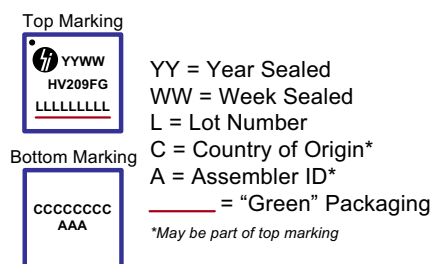 Top Marking
YYWW
HV209FG
LLLLLLLLL
Bottom Marking
CCCCCCCC
AAA
YY = Year Sealed
WW = Week Sealed
L = Lot Number
C = Country of Origin*
A = Assembler ID*
= “Green” Packaging
*May be part of top marking